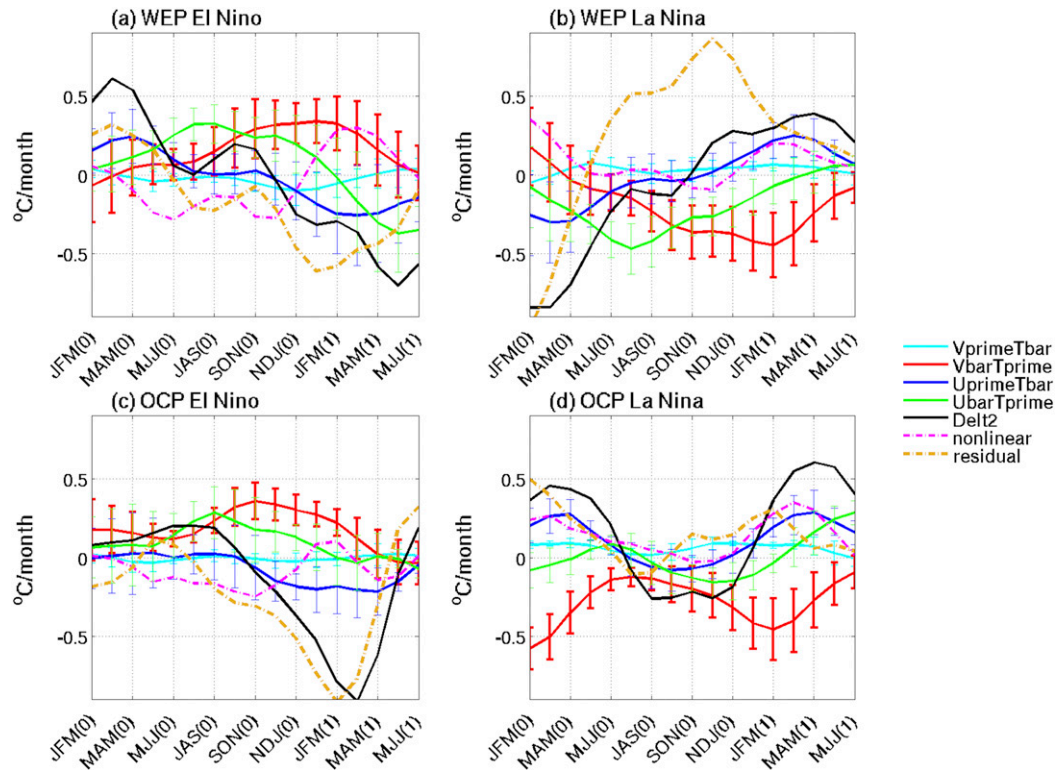 (a) WEP El Nino
(b) WEP La Nina
ºC/month
0.5
0
-0.5
0.5
0
-0.5
JFM(0)
MAM(0)
MJJ(0)
JAS(0)
SON(0)
NDJ(0)
JFM(1)
MAM(1)
MJJ(1)
JFM(0)
MAM(0)
MJJ(0)
JAS(0)
SON(0)
NDJ(0)
JFM(1)
MAM(1)
MJJ(1)
VprimeTbar
VbarTprime
UprimeTbar
UbarTprime
Delt2
nonlinear
residual
(c) OCP El Nino
(d) OCP La Nina
ºC/month
0.5
0
-0.5
0.5
0
-0.5
JFM(0)
MAM(0)
MJJ(0)
JAS(0)
SON(0)
NDJ(0)
JFM(1)
MAM(1)
MJJ(1)
JFM(0)
MAM(0)
MJJ(0)
JAS(0)
SON(0)
NDJ(0)
JFM(1)
MAM(1)
MJJ(1)
ºC/month
ºC/month